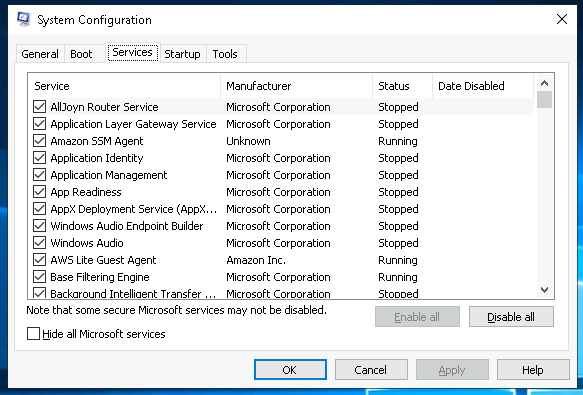 System Configuration
General Boot Services Startup Tools
Service Manufacturer Status Date Disabled
AllJoyn Router Service Microsoft Corporation Stopped
Application Layer Gateway Service Microsoft Corporation Stopped
Amazon SSM Agent Unknown Running
Application Identity Microsoft Corporation Stopped
Application Management Microsoft Corporation Stopped
App Readiness Microsoft Corporation Stopped
AppX Deployment Service (AppX... Microsoft Corporation Stopped
Windows Audio Endpoint Builder Microsoft Corporation Stopped
Windows Audio Microsoft Corporation Stopped
AWS Lite Guest Agent Amazon Inc. Running
Base Filtering Engine Microsoft Corporation Running
Background Intelligent Transfer ... Microsoft Corporation Stopped
Note that some secure Microsoft services may not be disabled.
Enable all Disable all
Hide all Microsoft services
OK Cancel Apply Help